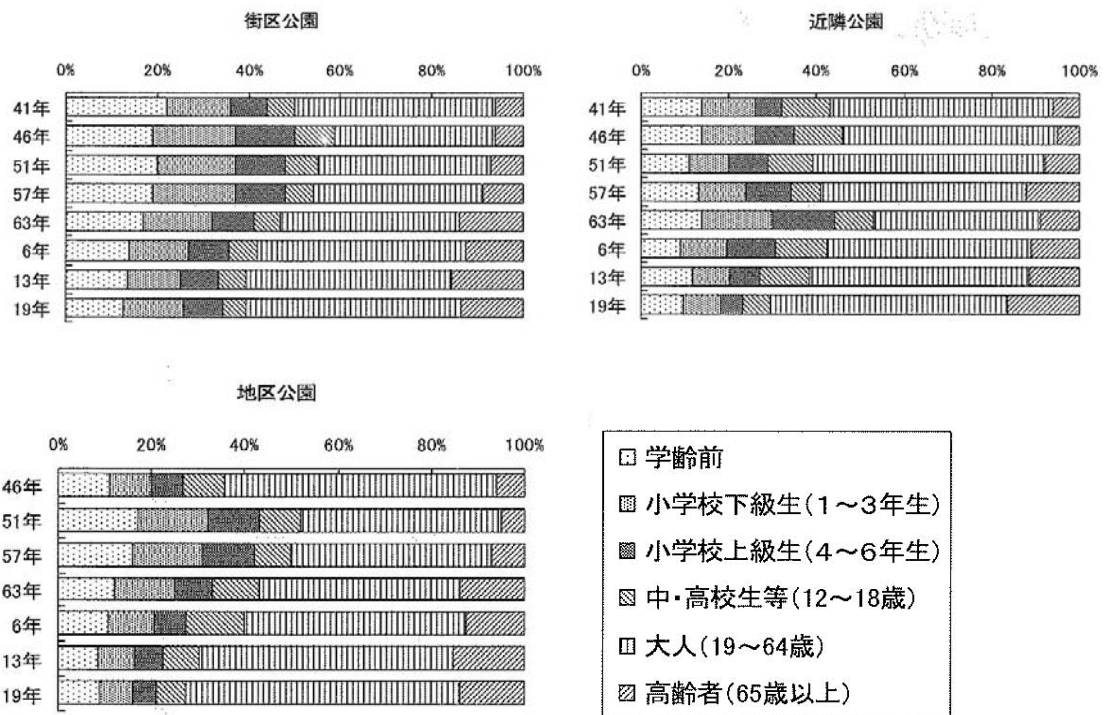 街区公園
0% 20% 40% 60% 80% 100%
41年
46年
51年
57年
63年
6年
13年
19年
近隣公園
0% 20% 40% 60% 80% 100%
41年
46年
51年
57年
63年
6年
13年
19年
地区公園
0% 20% 40% 60% 80% 100%
46年
51年
57年
63年
6年
13年
19年
学齢前
小学校下級生(1～3年生)
小学校上級生(4～6年生)
中・高校生等(12～18歳)
大人(19～64歳)
高齢者(65歳以上)